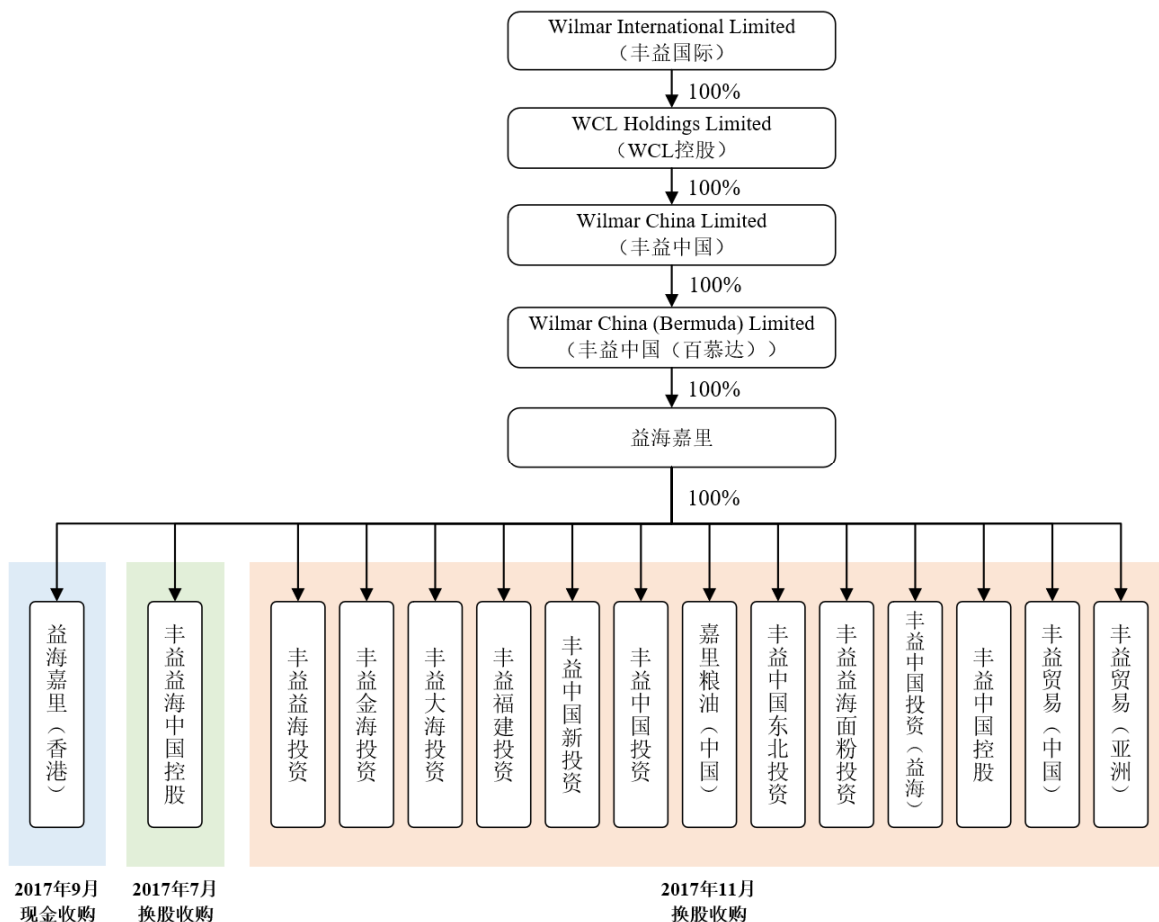 Wilmar International Limited
（丰益国际）
100%
WCL Holdings Limited
（WCL控股）
100%
Wilmar China Limited
（丰益中国）
100%
Wilmar China (Bermuda) Limited
（丰益中国（百慕达））
100%
益海嘉里
100%
益海嘉里（香港）
丰益益海中国控股
丰益益海投资
丰益金海投资
丰益大海投资
丰益福建投资
丰益中国新投资
丰益中国投资
嘉里粮油（中国）
丰益中国东北投资
丰益益海面粉投资
丰益中国投资（益海）
丰益中国控股
丰益贸易（中国）
丰益贸易（亚洲）
2017年9月
现金收购
2017年7月
换股收购
2017年11月
换股收购